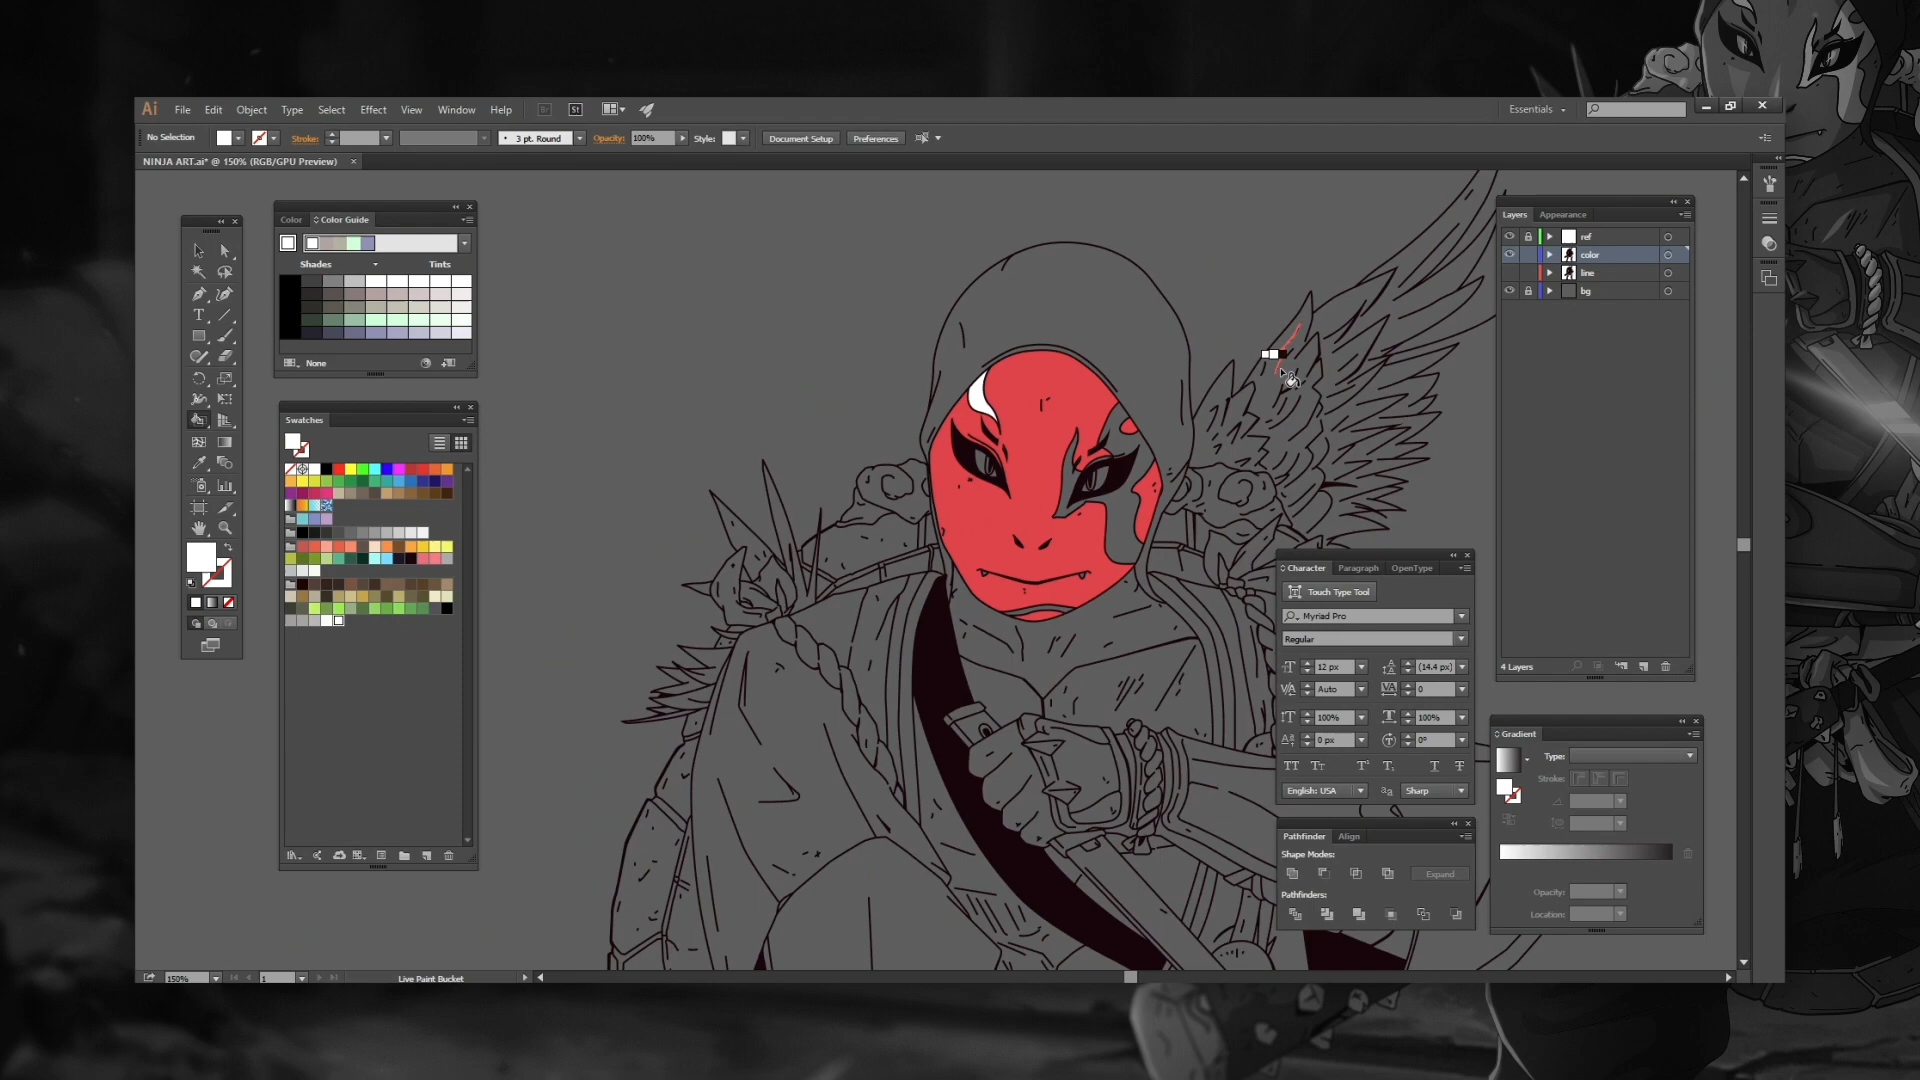 Ai File Edit Object Type Select Effect View Window Help Br St Essentials
No Selection Stroke: 3 pt. Round Opacity: 100% Style: Document Setup Preferences
NINJA ART.ai* @ 150% (RGB/GPU Preview)
Color Color Guide
Shades Tints
None
Swatches
Layers Appearance
ref
color
line
bg
4 Layers
Character Paragraph OpenType
Touch Type Tool
Myriad Pro
Regular
12 px (14.4 px)
Auto 0
100% 100%
0 px 0°
English: USA Sharp
Pathfinder Align
Shape Modes:
Expand
Pathfinders:
Gradient
Type:
Stroke:
Opacity:
Location:
150% 1 Live Paint Bucket